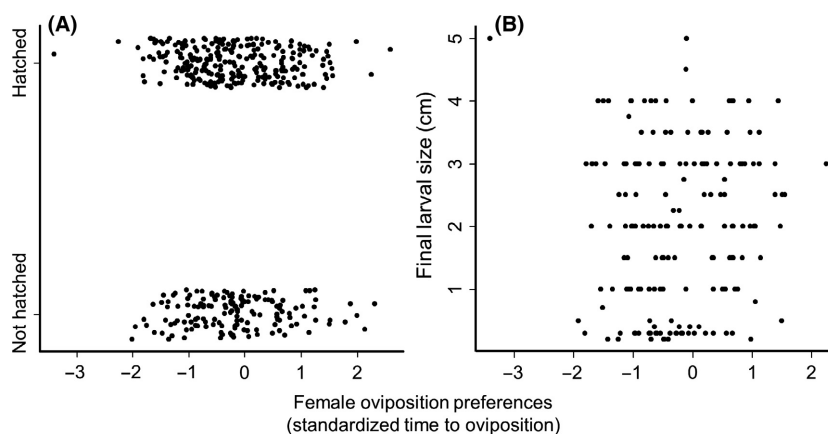 (A)
Hatched
Not hatched
−3
−2
−1
0
1
2
(B)
Final larval size (cm)
5
4
3
2
1
−3
−2
−1
0
1
2
Female oviposition preferences
(standardized time to oviposition)